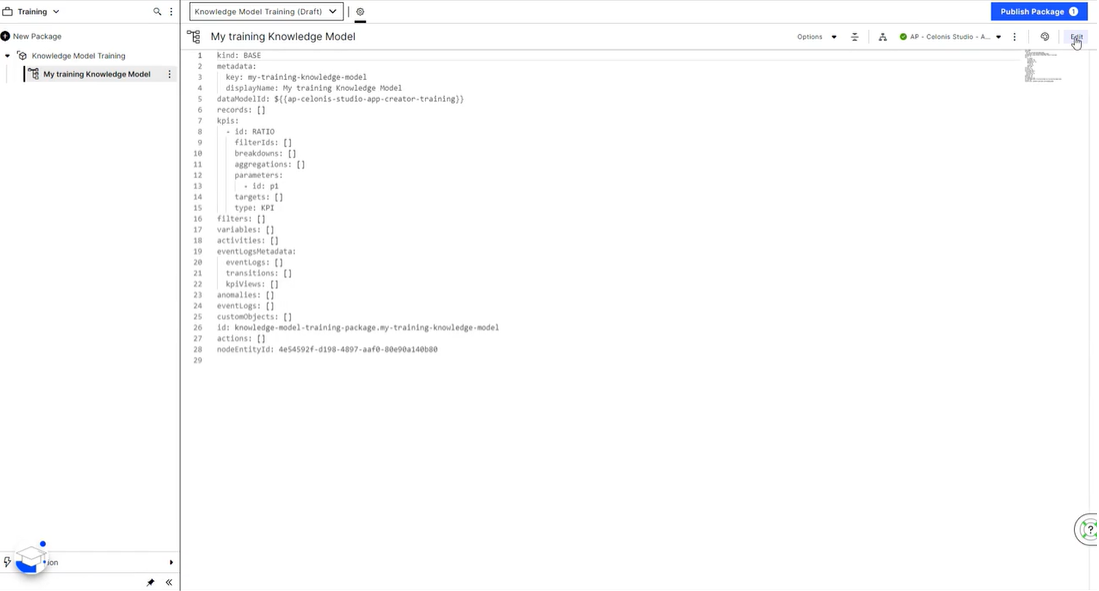 Training
Knowledge Model Training (Draft)
Publish Package 1
New Package
My training Knowledge Model
Options
AP - Celonis Studio - A...
Edit
Knowledge Model Training
My training Knowledge Model
1 kind: BASE
2 metadata:
3 key: my-training-knowledge-model
4 displayName: My training Knowledge Model
5 dataModelId: ${{ap-celonis-studio-app-creator-training}}
6 records: []
7 kpis:
8 - id: RATIO
9 filterIds: []
10 breakdowns: []
11 aggregations: []
12 parameters:
13 - id: p1
14 targets: []
15 type: KPI
16 filters: []
17 variables: []
18 activities: []
19 eventLogsMetadata:
20 eventLogs: []
21 transitions: []
22 kpiViews: []
23 anomalies: []
24 eventLogs: []
25 customObjects: []
26 id: knowledge-model-training-package.my-training-knowledge-model
27 actions: []
28 nodeEntityId: 4e54592f-d198-4897-aaf0-80e90a140b80
29
?
ion